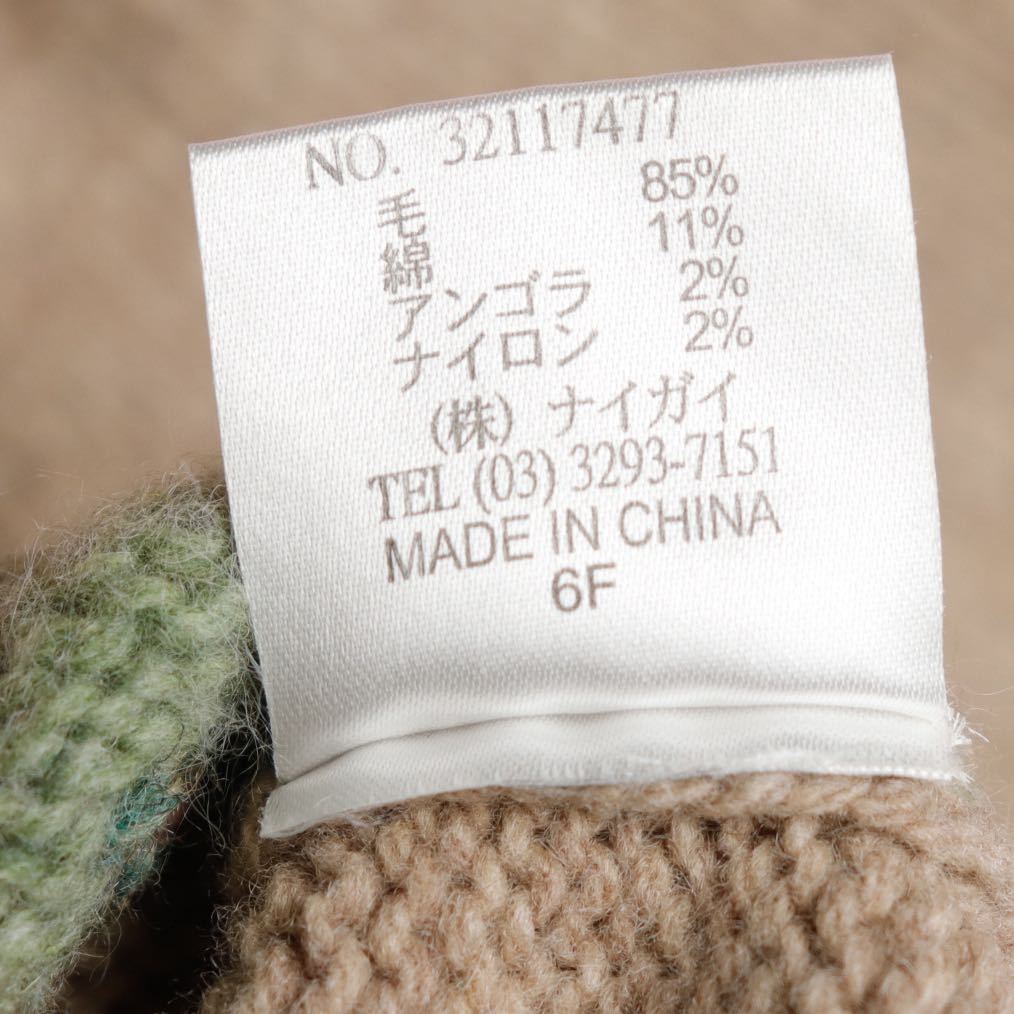 NO. 32117477
毛 85%
綿 11%
アンゴラ 2%
ナイロン 2%
(株) ナイガイ
TEL (03) 3293-7151
MADE IN CHINA
6F